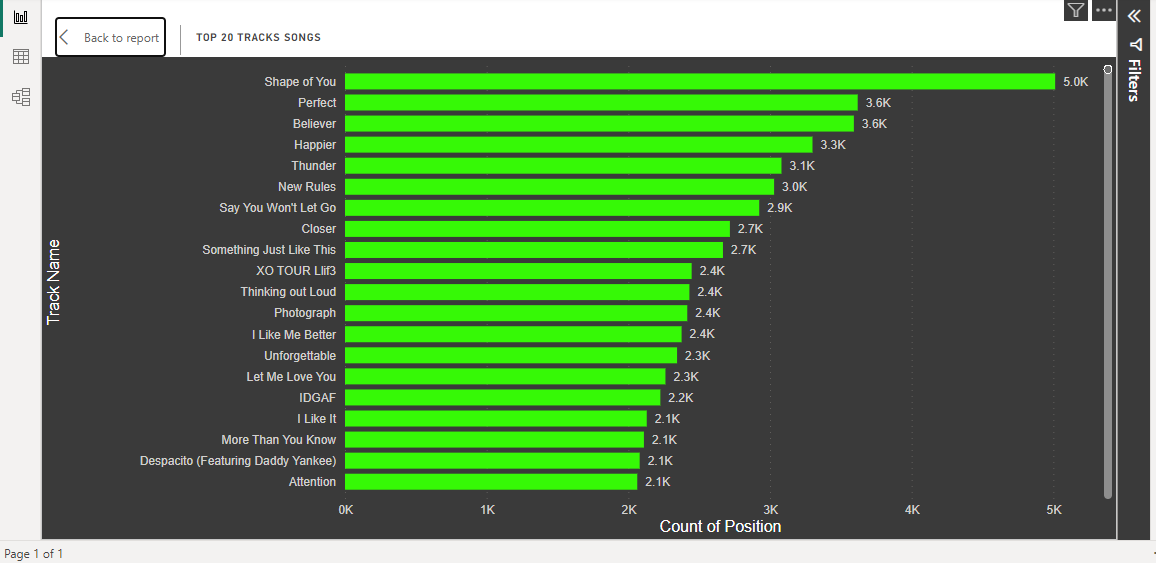 Back to report
TOP 20 TRACKS SONGS
Filters
Track Name
Shape of You 5.0K
Perfect 3.6K
Believer 3.6K
Happier 3.3K
Thunder 3.1K
New Rules 3.0K
Say You Won't Let Go 2.9K
Closer 2.7K
Something Just Like This 2.7K
XO TOUR Llif3 2.4K
Thinking out Loud 2.4K
Photograph 2.4K
I Like Me Better 2.4K
Unforgettable 2.3K
Let Me Love You 2.3K
IDGAF 2.2K
I Like It 2.1K
More Than You Know 2.1K
Despacito (Featuring Daddy Yankee) 2.1K
Attention 2.1K
0K 1K 2K 3K 4K 5K
Count of Position
Page 1 of 1